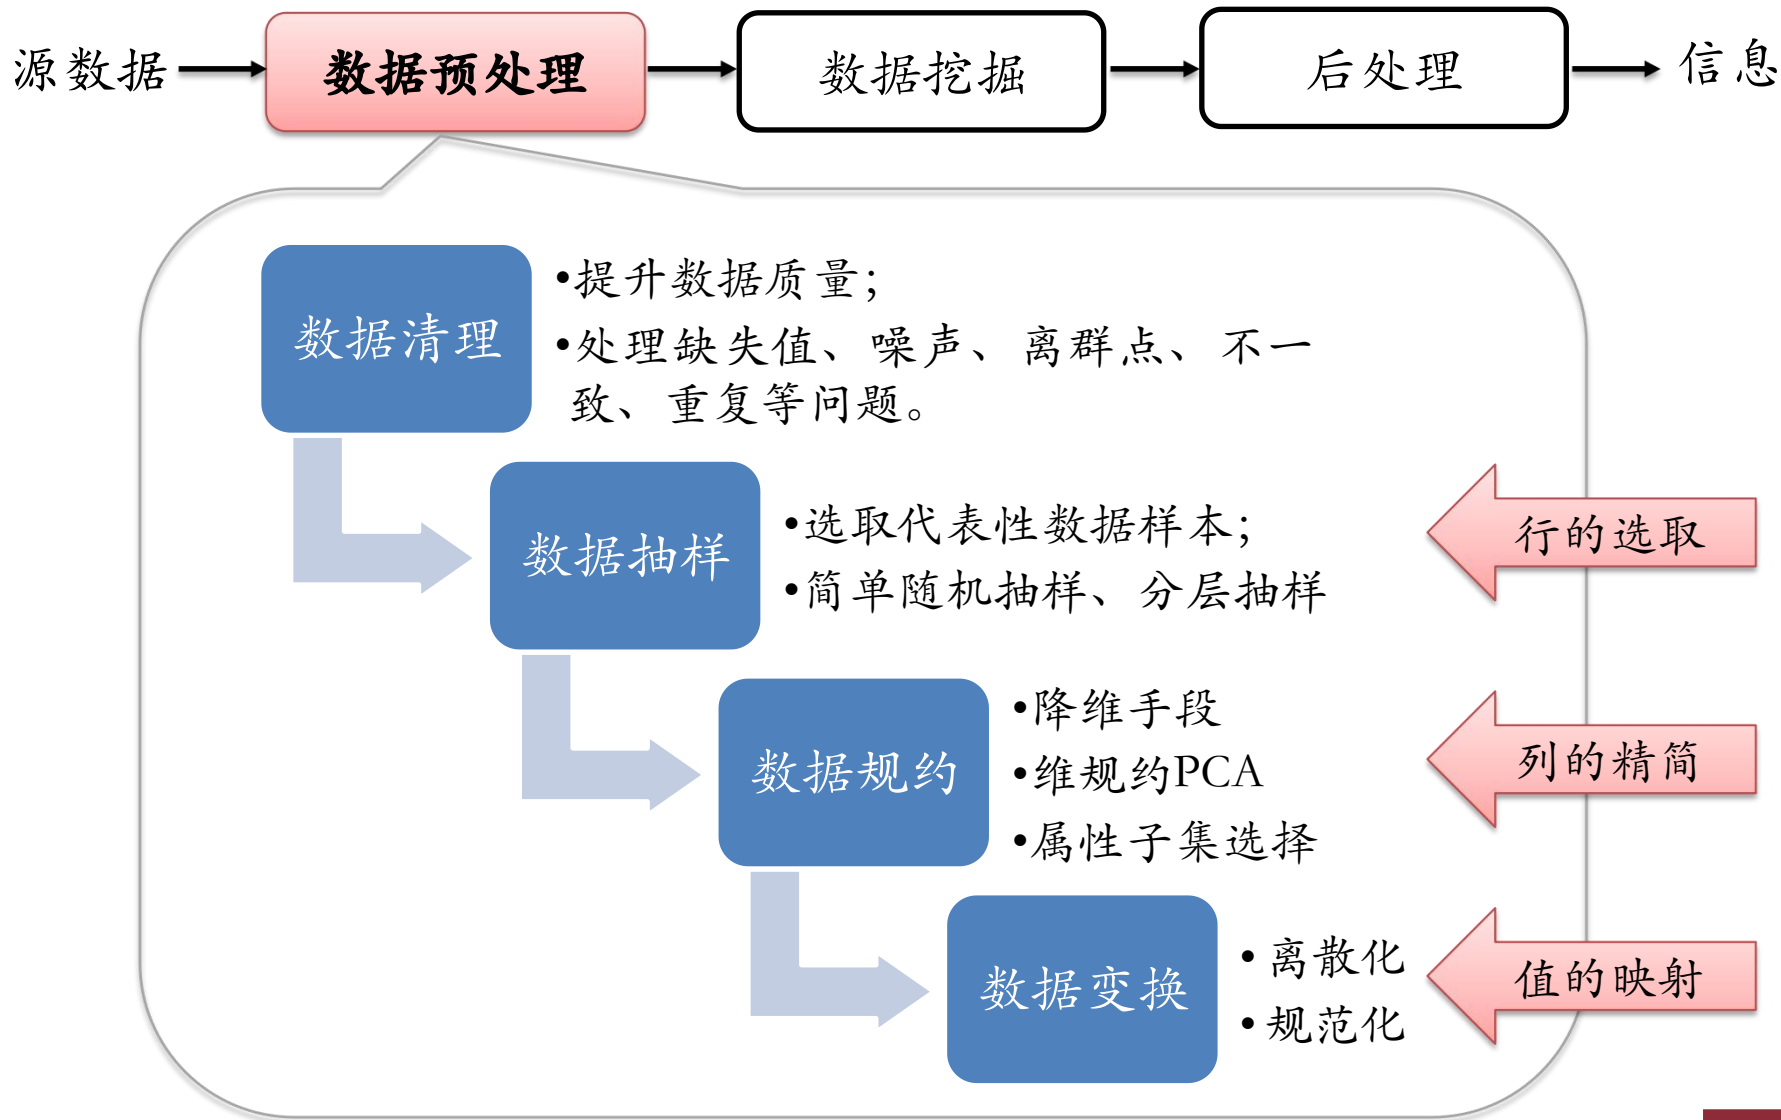 源数据
数据预处理
数据挖掘
后处理
信息
数据清理
•提升数据质量；
•处理缺失值、噪声、离群点、不一
致、重复等问题。
数据抽样
•选取代表性数据样本；
•简单随机抽样、分层抽样
行的选取
数据规约
•降维手段
•维规约PCA
•属性子集选择
列的精简
数据变换
•离散化
•规范化
值的映射